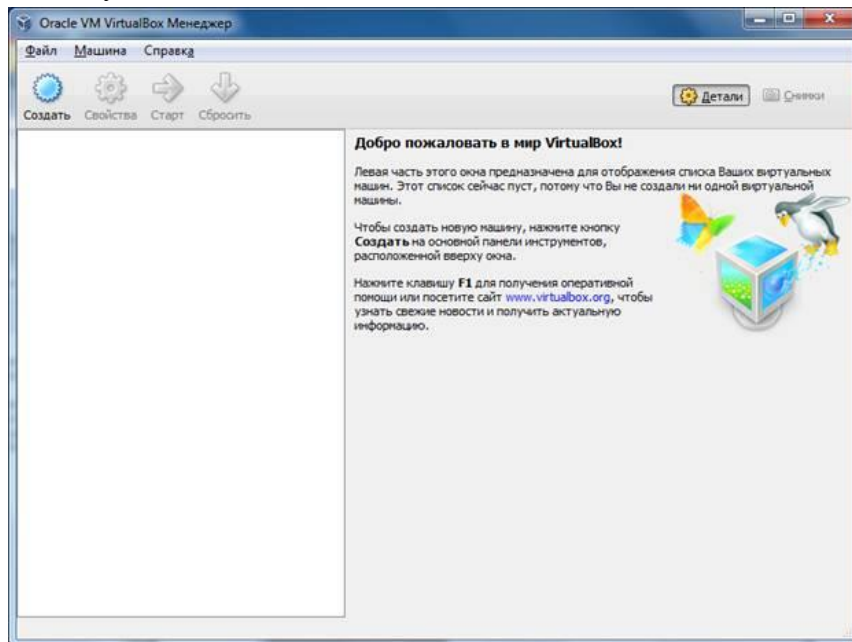 Oracle VM VirtualBox Менеджер
Файл Машина Справка
Создать Свойства Старт Сбросить
Детали Снимки
Добро пожаловать в мир VirtualBox!
Левая часть этого окна предназначена для отображения списка Ваших виртуальных
машин. Этот список сейчас пуст, потому что Вы не создали ни одной виртуальной
машины.
Чтобы создать новую машину, нажмите кнопку
Создать на основной панели инструментов,
расположенной вверху окна.
Нажмите клавишу F1 для получения оперативной
помощи или посетите сайт www.virtualbox.org, чтобы
узнать свежие новости и получить актуальную
информацию.